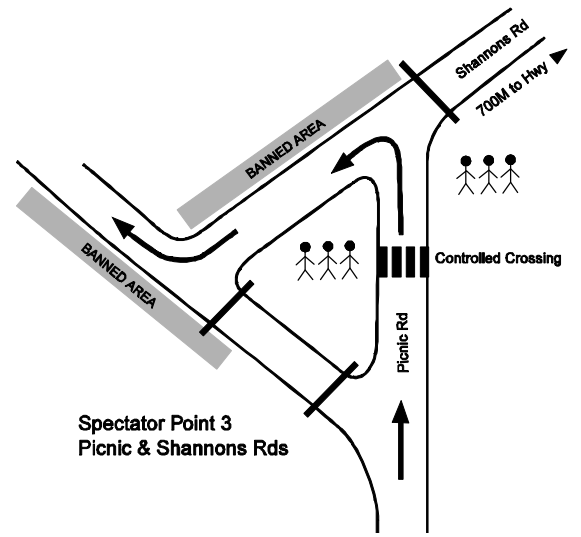 Shannons Rd
700M to Hwy
BANNED AREA
BANNED AREA
Controlled Crossing
Picnic Rd
Spectator Point 3
Picnic & Shannons Rds